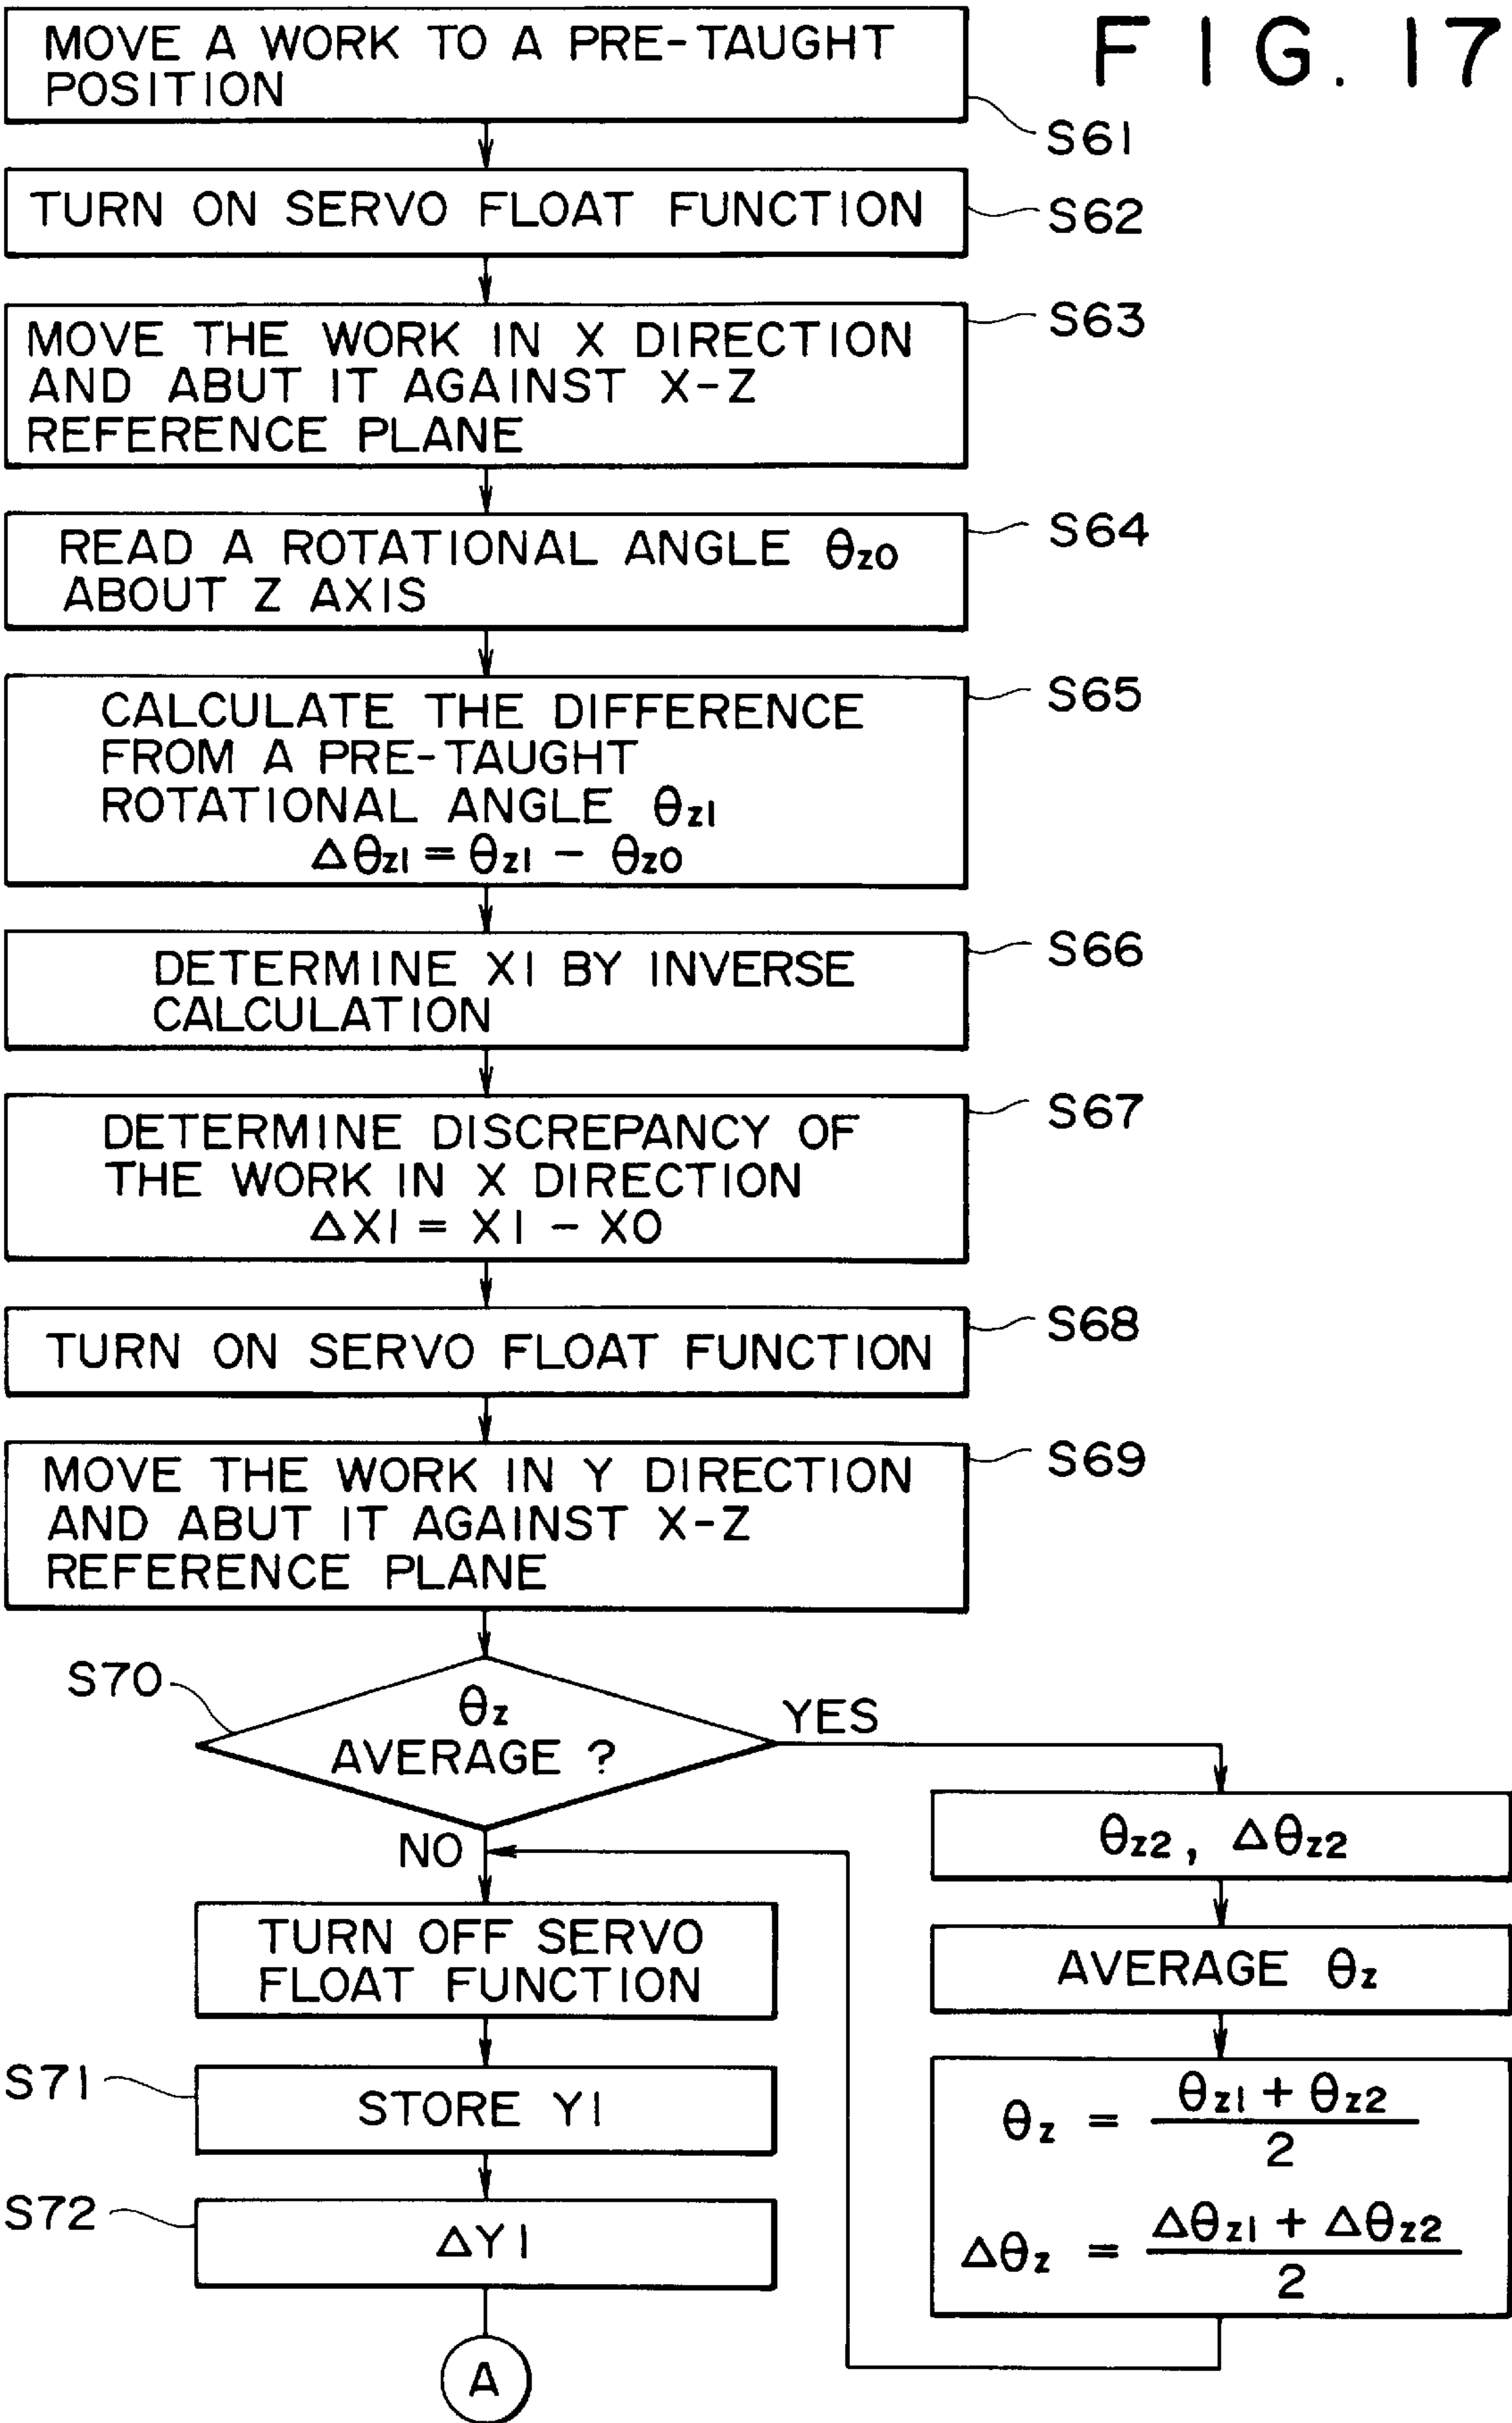 FIG. 17
MOVE A WORK TO A PRE-TAUGHT
POSITION
S61
TURN ON SERVO FLOAT FUNCTION
S62
MOVE THE WORK IN X DIRECTION
AND ABUT IT AGAINST X-Z
REFERENCE PLANE
S63
READ A ROTATIONAL ANGLE θz0
ABOUT Z AXIS
S64
CALCULATE THE DIFFERENCE
FROM A PRE-TAUGHT
ROTATIONAL ANGLE θz1
Δθz1 = θz1 - θz0
S65
DETERMINE X1 BY INVERSE
CALCULATION
S66
DETERMINE DISCREPANCY OF
THE WORK IN X DIRECTION
ΔX1 = X1 - X0
S67
TURN ON SERVO FLOAT FUNCTION
S68
MOVE THE WORK IN Y DIRECTION
AND ABUT IT AGAINST X-Z
REFERENCE PLANE
S69
S70
θz
AVERAGE ?
YES
NO
θz2, Δθz2
AVERAGE θz
θz = θz1 + θz2 / 2
Δθz = Δθz1 + Δθz2 / 2
TURN OFF SERVO
FLOAT FUNCTION
S71
STORE Y1
S72
ΔY1
A